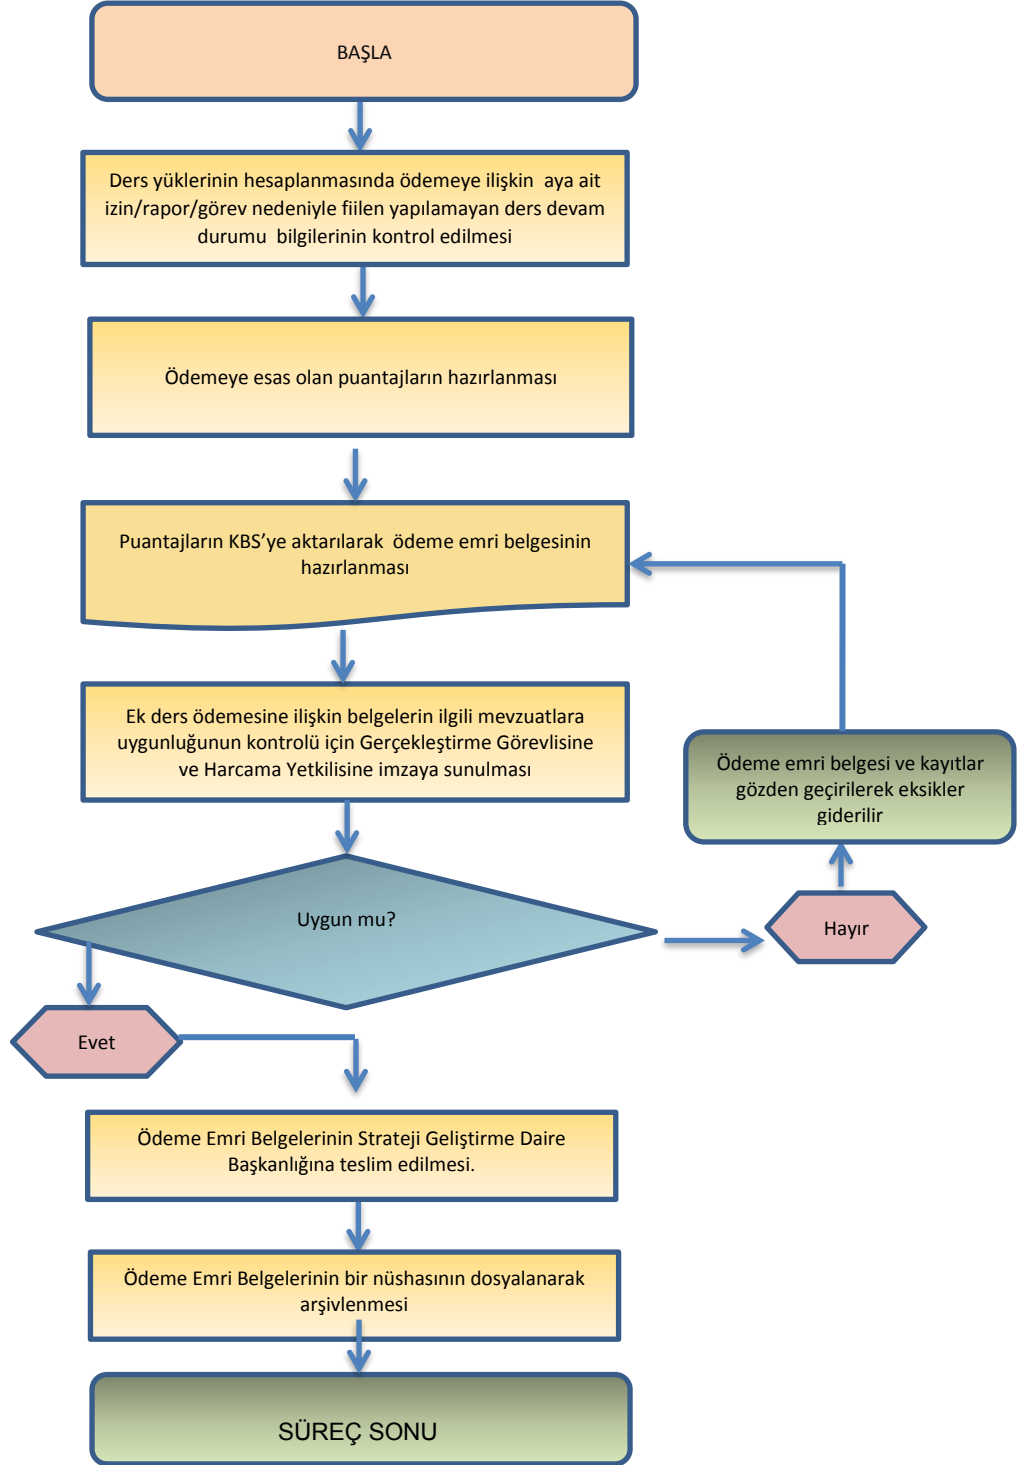 BAŞLA
Ders yüklerinin hesaplanmasında ödemeye ilişkin  aya ait
izin/rapor/görev nedeniyle fiilen yapılamayan ders devam
durumu  bilgilerinin kontrol edilmesi
Ödemeye esas olan puantajların hazırlanması
Puantajların KBS’ye aktarılarak  ödeme emri belgesinin
hazırlanması
Ek ders ödemesine ilişkin belgelerin ilgili mevzuatlara
uygunluğunun kontrolü için Gerçekleştirme Görevlisine
ve Harcama Yetkilisine imzaya sunulması
Ödeme emri belgesi ve kayıtlar
gözden geçirilerek eksikler
giderilir
Uygun mu?
Hayır
Evet
Ödeme Emri Belgelerinin Strateji Geliştirme Daire
Başkanlığına teslim edilmesi.
Ödeme Emri Belgelerinin bir nüshasının dosyalanarak
arşivlenmesi
SÜREÇ SONU